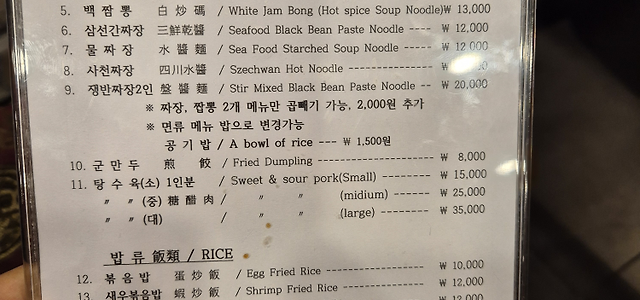 5. 백 짬 뽕 白 炒 碼 / White Jam Bong (Hot spice Soup Noodle) ₩ 13,000
6. 삼선간짜장 三鮮乾醬 / Seafood Black Bean Paste Noodle ---- ₩ 12,000
7. 물 짜 장 水 醬 麵 / Sea Food Starched Soup Noodle ----- ₩ 12,000
8. 사천짜장 四川水醬 / Szechwan Hot Noodle --------------- ₩ 12,000
9. 쟁반짜장2인 盤 醬 麵 / Stir Mixed Black Bean Paste Noodle -- ₩ 20,000
※ 짜장, 짬뽕 2개 메뉴만 곱빼기 가능, 2,000원 추가
※ 면류 메뉴 밥으로 변경가능
공 기 밥 / A bowl of rice --- ₩ 1,500원
10. 군 만 두 煎 餃 / Fried Dumpling -------------------- ₩ 8,000
11. 탕 수 육(소) 1인분 / Sweet & sour pork(Small) -------- ₩ 15,000
〃 〃 (중) 糖 醋 肉 / 〃 〃 (midium) ------ ₩ 25,000
〃 〃 (대) / 〃 〃 (large) -------- ₩ 35,000
밥 류 飯類 / RICE
12. 볶 음 밥 蛋 炒 飯 / Egg Fried Rice ----------------- ₩ 10,000
13. 새우볶음밥 蝦 炒 飯 / Shrimp Fried Rice -------------- ₩ 12,000